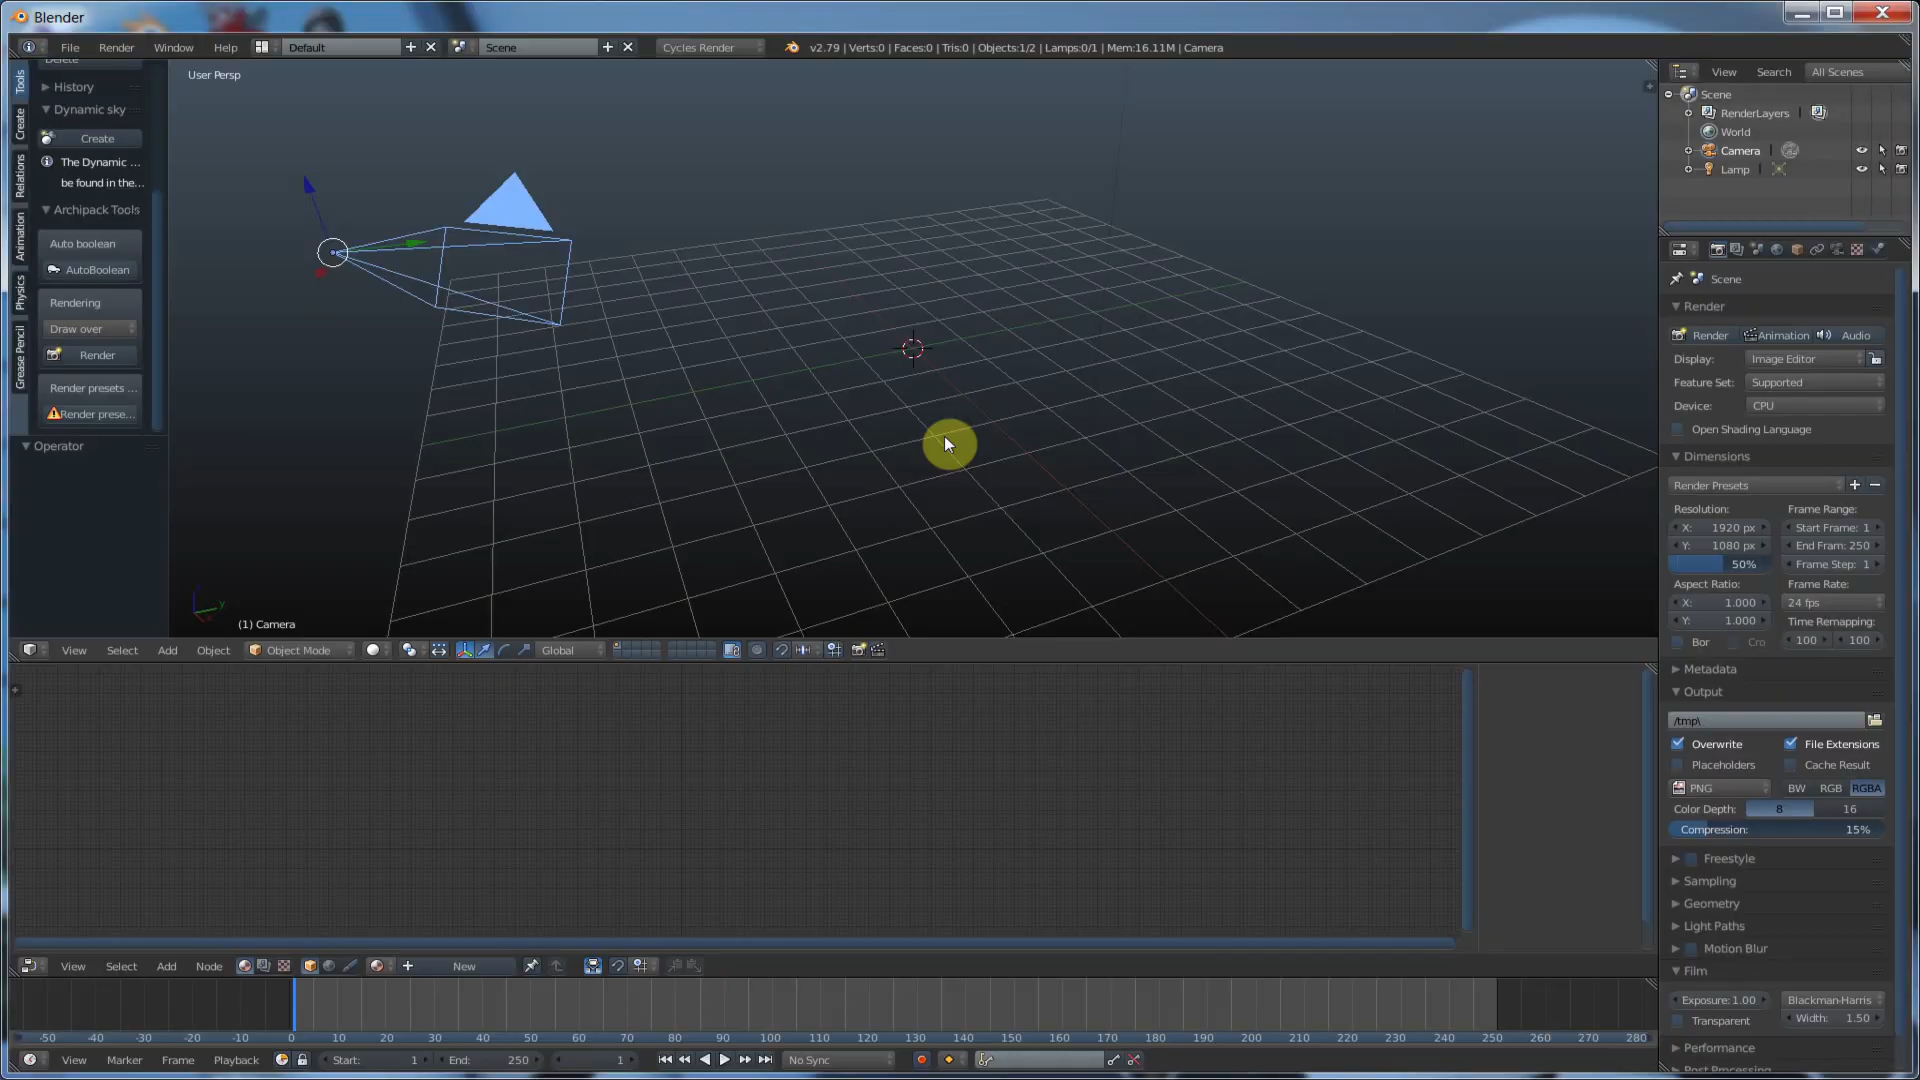 Blender
File Render Window Help Default Scene Cycles Render v2.79 | Verts:0 | Faces:0 | Tris:0 | Objects:1/2 | Lamps:0/1 | Mem:16.11M | Camera
Tools
Create
Relations
Animation
Physics
Grease Pencil
Delete
History
Dynamic sky
Create
The Dynamic ...
be found in the...
Archipack Tools
Auto boolean
AutoBoolean
Rendering
Draw over
Render
Render presets ...
Render prese...
Operator
User Persp
(1) Camera
View Select Add Object Object Mode Global
View Select Add Node New
-50 -40 -30 -20 -10 0 10 20 30 40 50 60 70 80 90 100 110 120 130 140 150 160 170 180 190 200 210 220 230 240 250 260 270 280
View Marker Frame Playback Start: 1 End: 250 1 No Sync
View Search All Scenes
Scene
RenderLayers
World
Camera
Lamp
Scene
Render
Render Animation Audio
Display: Image Editor
Feature Set: Supported
Device: CPU
Open Shading Language
Dimensions
Render Presets
Resolution: Frame Range:
X: 1920 px Start Frame: 1
Y: 1080 px End Fram: 250
50% Frame Step: 1
Aspect Ratio: Frame Rate:
X: 1.000 24 fps
Y: 1.000 Time Remapping:
Bor Cro 100 100
Metadata
Output
/tmp\
Overwrite File Extensions
Placeholders Cache Result
PNG BW RGB RGBA
Color Depth: 8 16
Compression: 15%
Freestyle
Sampling
Geometry
Light Paths
Motion Blur
Film
Exposure: 1.00 Blackman-Harris
Transparent Width: 1.50
Performance
Post Processing